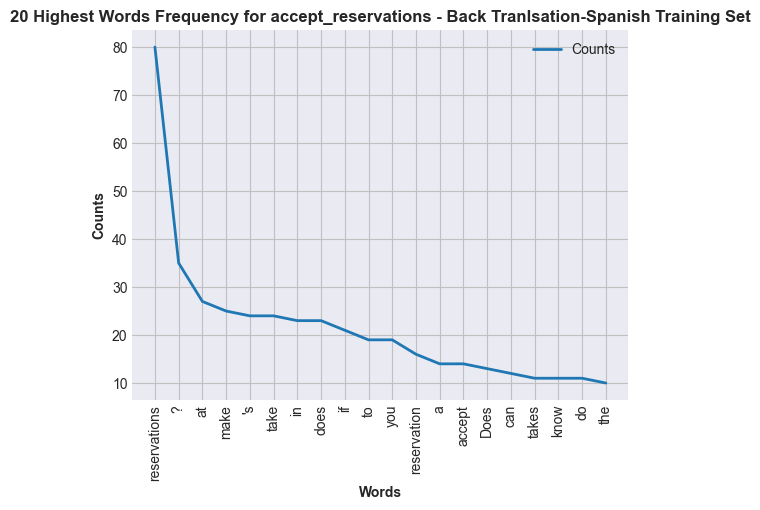 20 Highest Words Frequency for accept_reservations - Back Tranlsation-Spanish Training Set
Counts
80
70
60
50
40
30
20
10
Counts
reservations
?
at
make
's
take
in
does
if
to
you
reservation
a
accept
Does
can
takes
know
do
the
Words